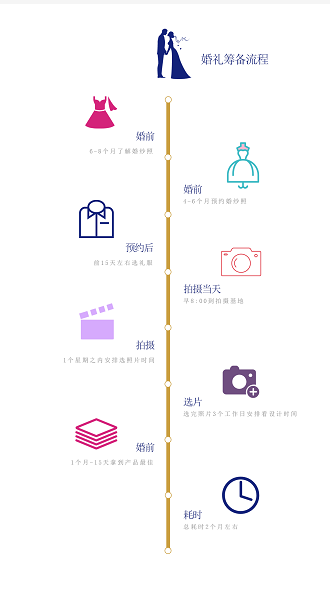 婚礼筹备流程
婚前
6-8个月了解婚纱照
婚前
4-6个月预约婚纱照
预约后
前15天左右选礼服
拍摄当天
早8:00到拍摄基地
拍摄
1个星期之内安排选照片时间
选片
选完照片3个工作日安排看设计时间
婚前
1个月-15天拿到产品最佳
耗时
总耗时2个月左右